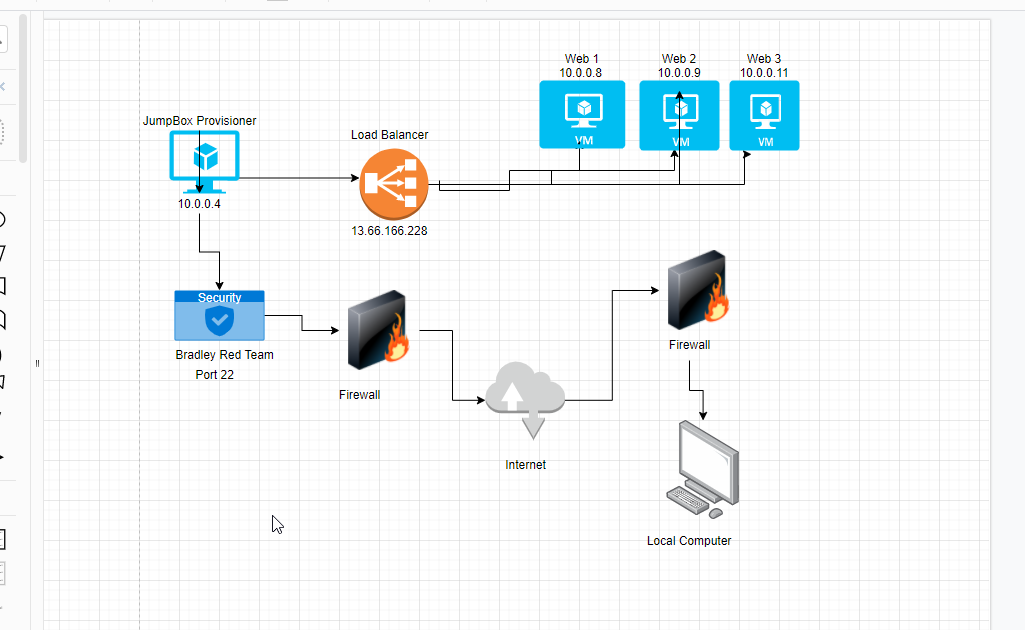 Web 1
10.0.0.8
Web 2
10.0.0.9
Web 3
10.0.0.11
VM
VM
VM
JumpBox Provisioner
10.0.0.4
Load Balancer
13.66.166.228
Security
Bradley Red Team
Port 22
Firewall
Internet
Firewall
Local Computer